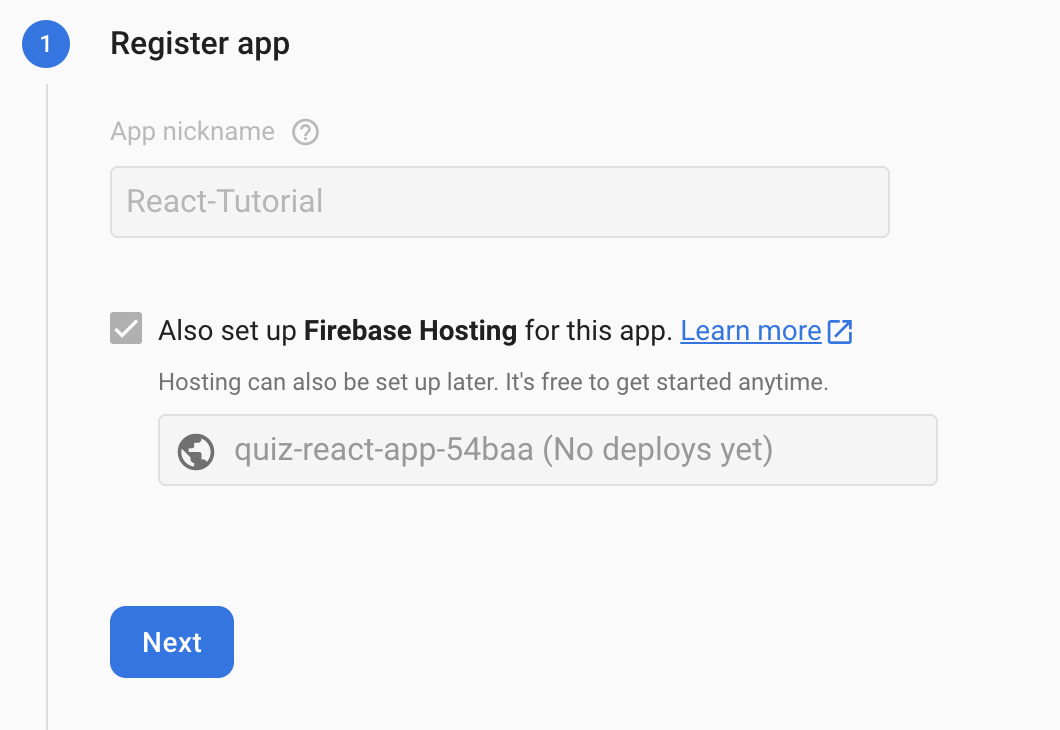 1 Register app
App nickname ?
React-Tutorial
Also set up Firebase Hosting for this app. Learn more
Hosting can also be set up later. It's free to get started anytime.
quiz-react-app-54baa (No deploys yet)
Next